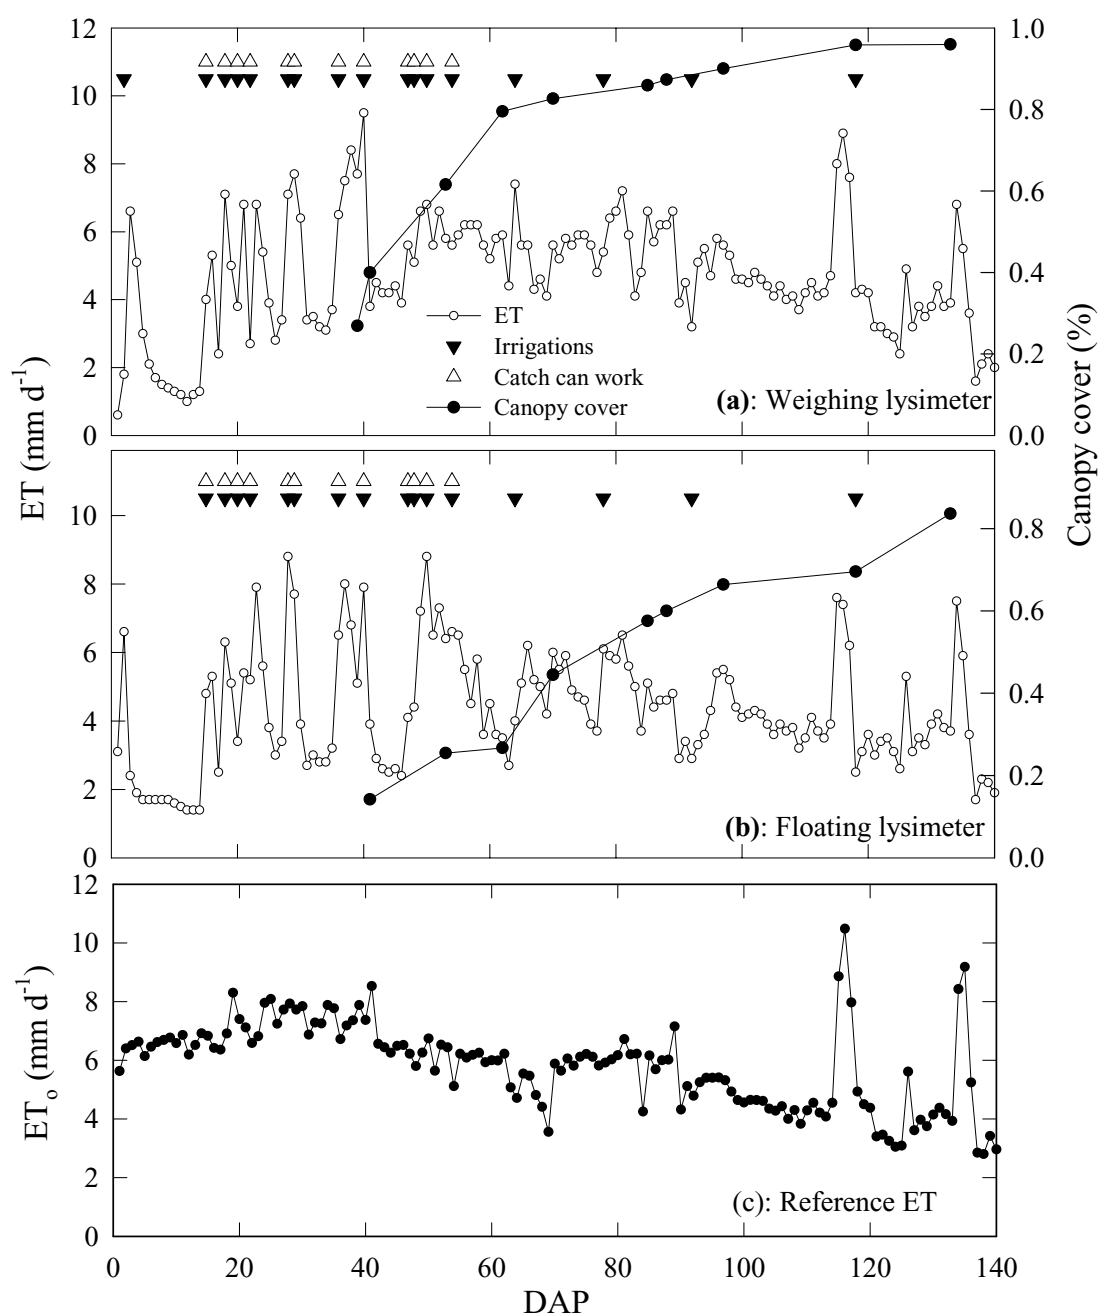 12
10
8
6
4
2
0
1.0
0.8
0.6
0.4
0.2
0.0
ET
Irrigations
Catch can work
Canopy cover
(a): Weighing lysimeter
ET (mm d⁻¹)
Canopy cover (%)
10
8
6
4
2
0
0.8
0.6
0.4
0.2
0.0
(b): Floating lysimeter
12
10
8
6
4
2
0
ETₒ (mm d⁻¹)
(c): Reference ET
0 20 40 60 80 100 120 140
DAP